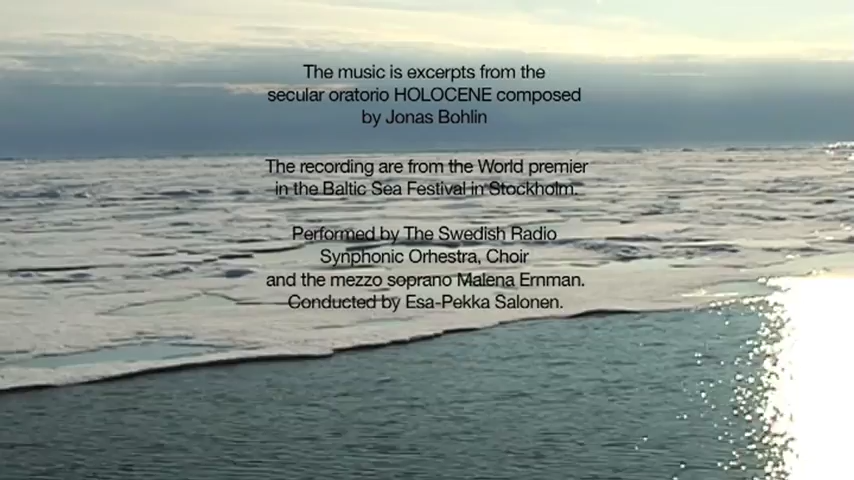 The music is excerpts from the
secular oratorio HOLOCENE composed
by Jonas Bohlin
The recording are from the World premier
in the Baltic Sea Festival in Stockholm.
Performed by The Swedish Radio
Synphonic Orhestra, Choir
and the mezzo soprano Malena Ernman.
Conducted by Esa-Pekka Salonen.